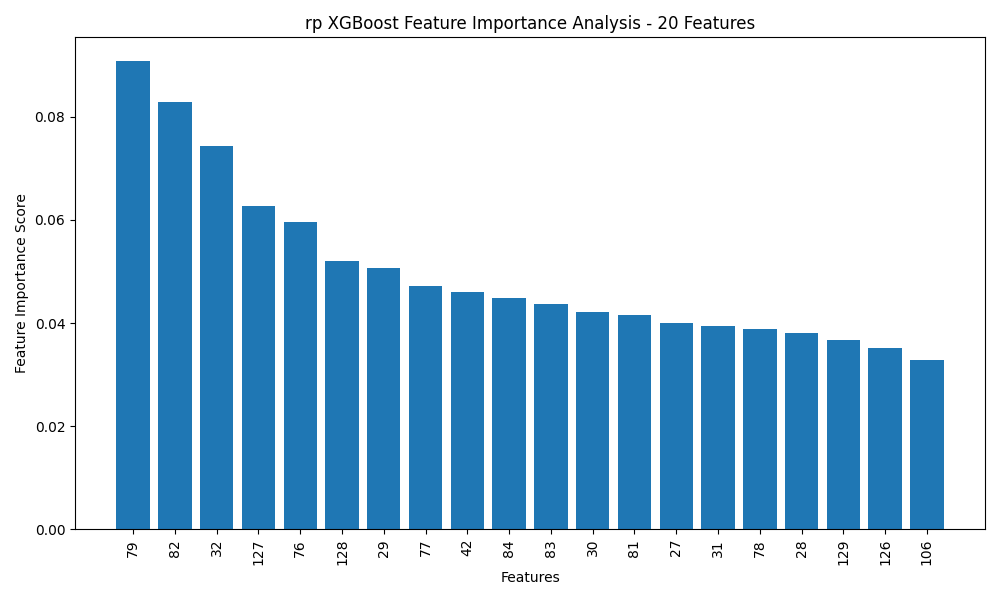 rp XGBoost Feature Importance Analysis - 20 Features
Feature Importance Score
0.08
0.06
0.04
0.02
0.00
79 82 32 127 76 128 29 77 42 84 83 30 81 27 31 78 28 129 126 106
Features